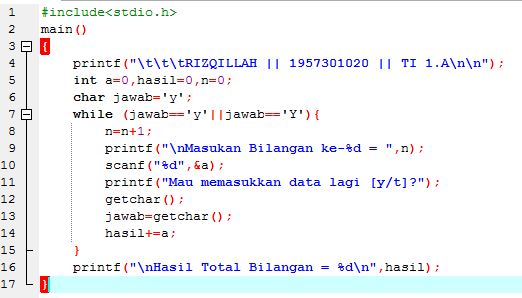 1 #include<stdio.h>
2 main()
3 {
4 printf("\t\t\tRIZQILLAH || 1957301020 || TI 1.A\n\n");
5 int a=0,hasil=0,n=0;
6 char jawab='y';
7 while (jawab=='y'||jawab=='Y'){
8 n=n+1;
9 printf("\nMasukan Bilangan ke-%d = ",n);
10 scanf("%d",&a);
11 printf("Mau memasukkan data lagi [y/t]?");
12 getchar();
13 jawab=getchar();
14 hasil+=a;
15 }
16 printf("\nHasil Total Bilangan = %d\n",hasil);
17 }